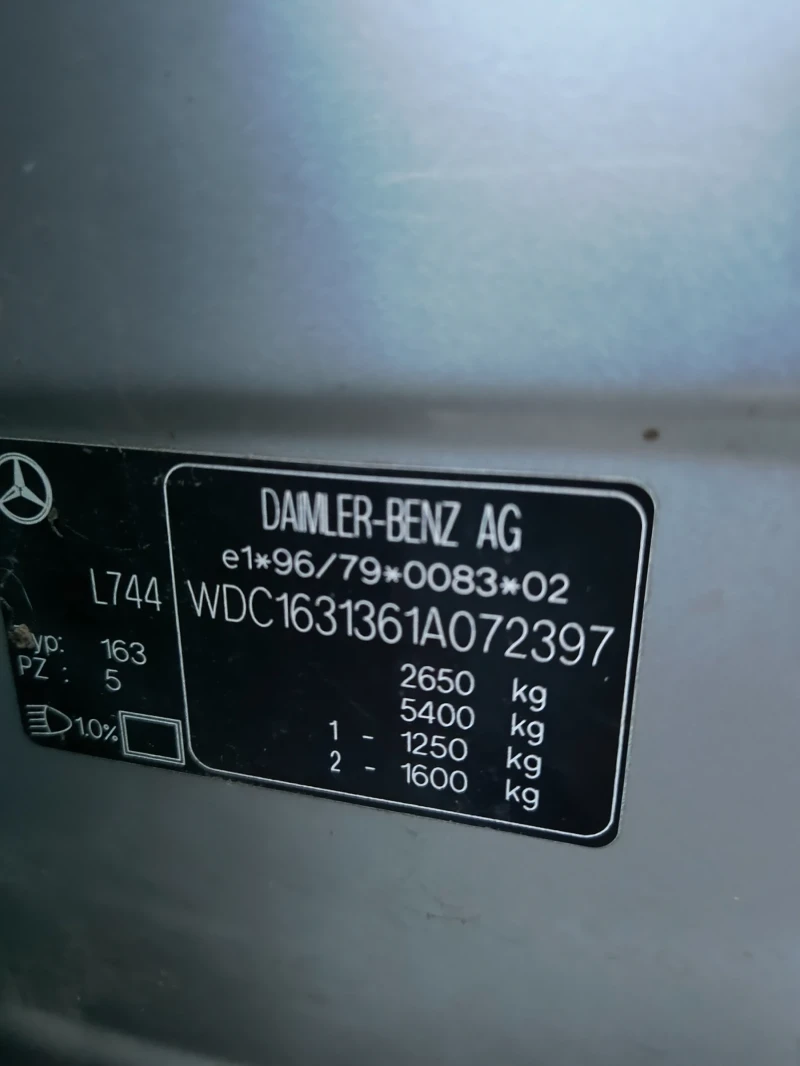 DAIMLER-BENZ AG
e1*96/79*0083*02
L744
WDC1631361A072397
Typ: 163
PZ : 5
1.0%
2650 kg
5400 kg
1 - 1250 kg
2 - 1600 kg